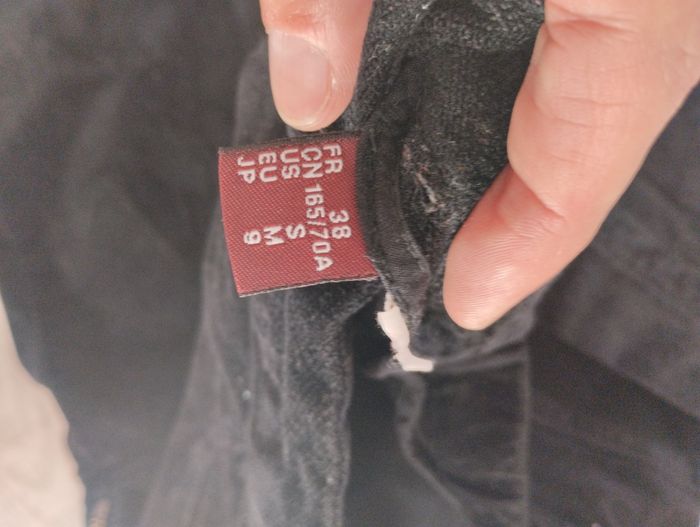 FR 38
CN 165/70A
US S
EU M
JP 9